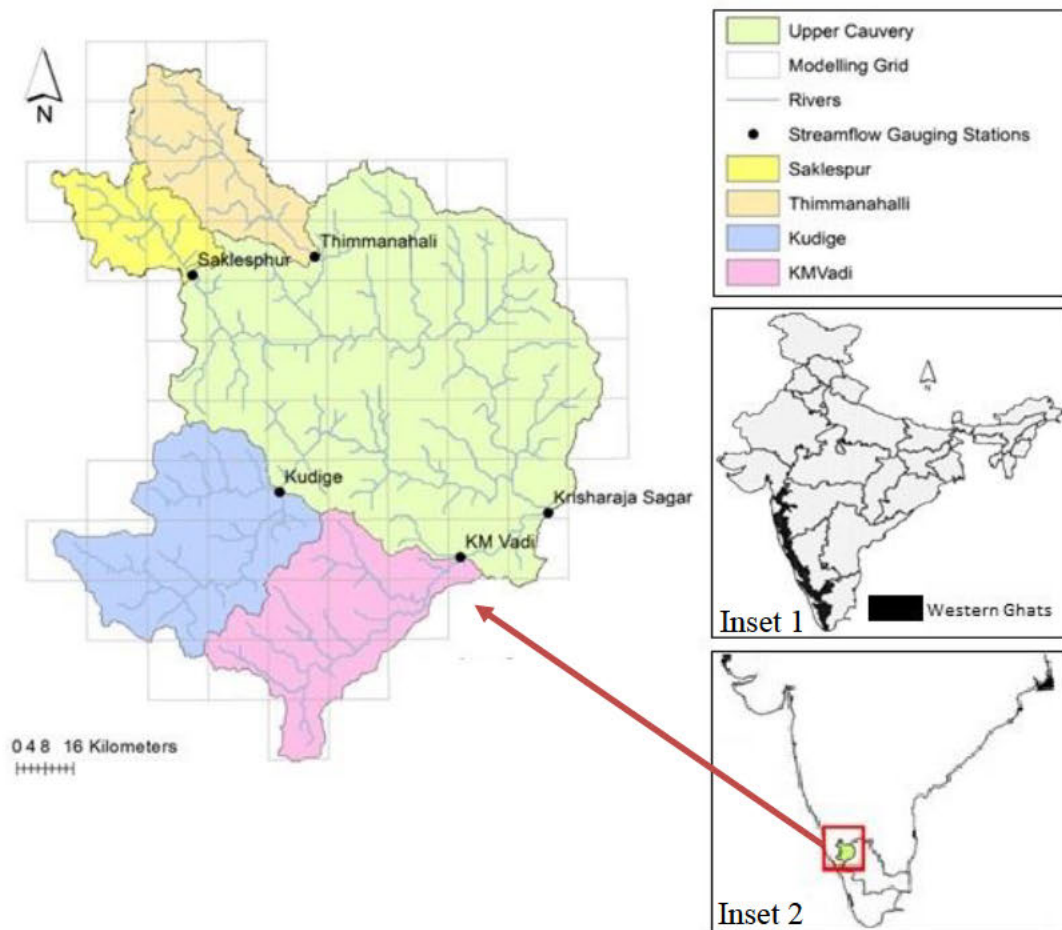 N
Thimmanahali
Saklesphur
Kudige
Krisharaja Sagar
KM Vadi
0 4 8 16 Kilometers
Upper Cauvery
Modelling Grid
Rivers
Streamflow Gauging Stations
Saklespur
Thimmanahalli
Kudige
KMVadi
N
Inset 1
Western Ghats
Inset 2